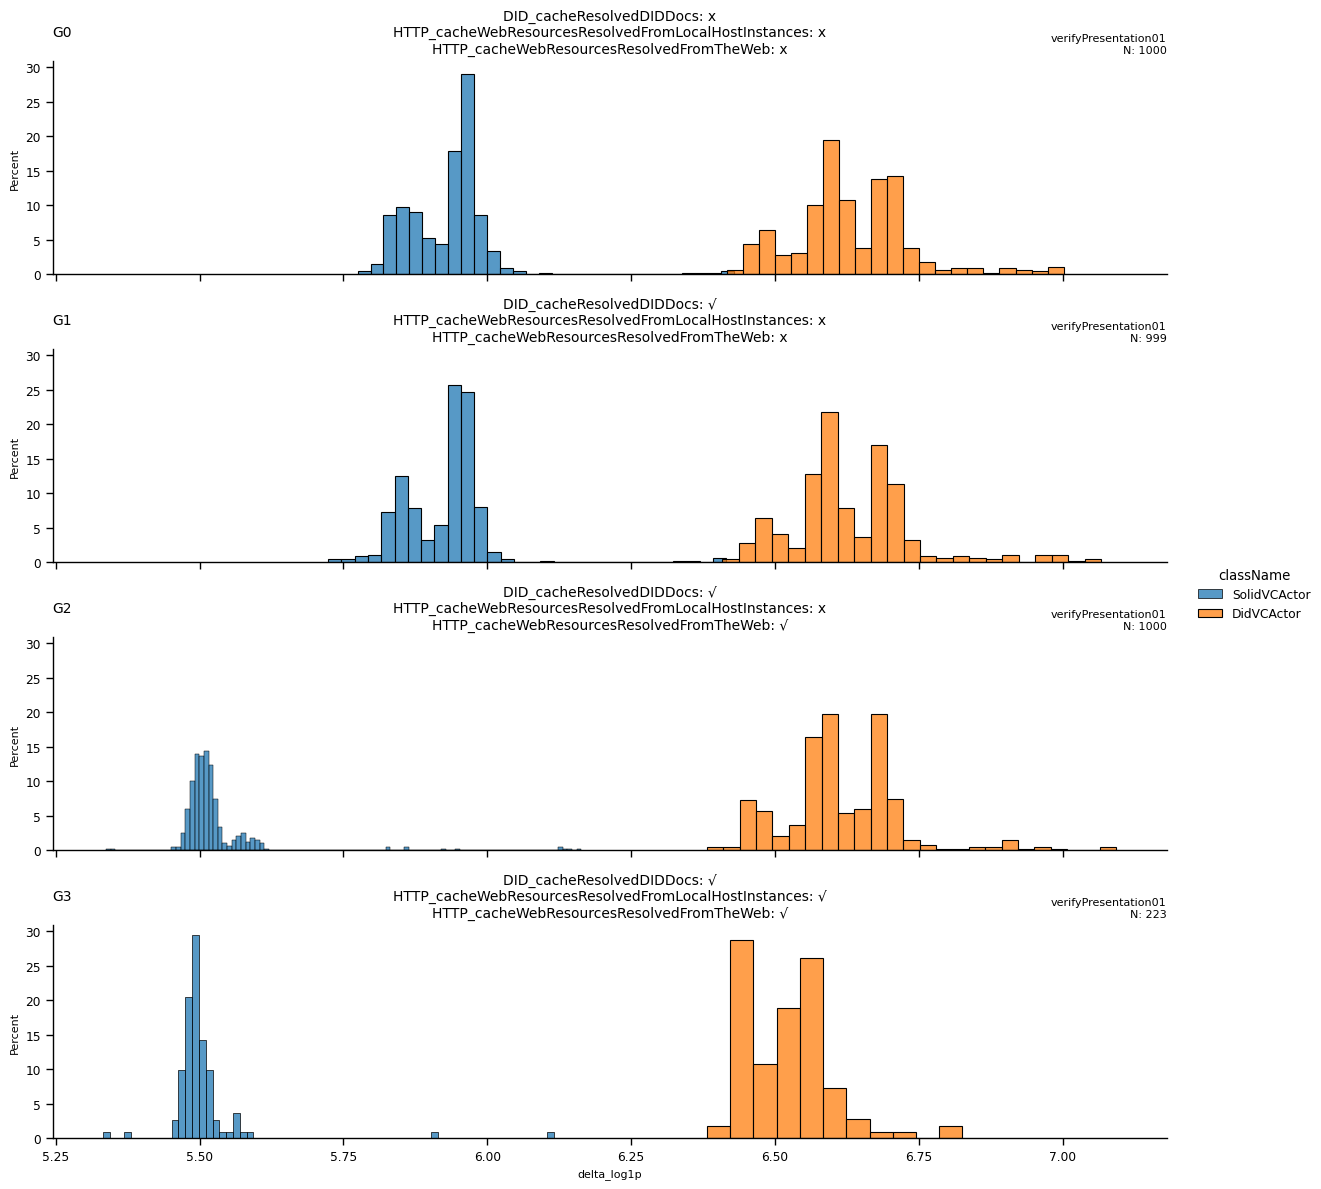 DID_cacheResolvedDIDDocs: x
G0
HTTP_cacheWebResourcesResolvedFromLocalHostInstances: x
HTTP_cacheWebResourcesResolvedFromTheWeb: x
verifyPresentation01
N: 1000
30
25
20
15
10
5
0
Percent
DID_cacheResolvedDIDDocs: √
G1
HTTP_cacheWebResourcesResolvedFromLocalHostInstances: x
HTTP_cacheWebResourcesResolvedFromTheWeb: x
verifyPresentation01
N: 999
30
25
20
15
10
5
0
Percent
DID_cacheResolvedDIDDocs: √
G2
HTTP_cacheWebResourcesResolvedFromLocalHostInstances: x
HTTP_cacheWebResourcesResolvedFromTheWeb: √
verifyPresentation01
N: 1000
30
25
20
15
10
5
0
Percent
className
SolidVCActor
DidVCActor
DID_cacheResolvedDIDDocs: √
G3
HTTP_cacheWebResourcesResolvedFromLocalHostInstances: √
HTTP_cacheWebResourcesResolvedFromTheWeb: √
verifyPresentation01
N: 223
30
25
20
15
10
5
0
Percent
5.25 5.50 5.75 6.00 6.25 6.50 6.75 7.00
delta_log1p